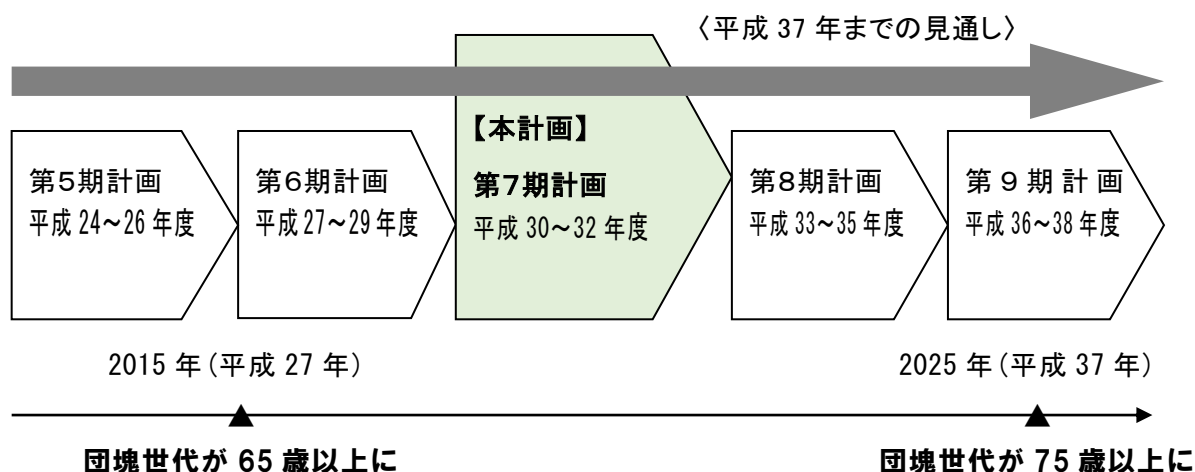 〈平成 37 年までの見通し〉
第5期計画
平成 24～26 年度
第6期計画
平成 27～29 年度
【本計画】
第7期計画
平成 30～32 年度
第8期計画
平成 33～35 年度
第 9 期 計 画
平成 36～38 年度
2015 年（平成 27 年）
2025 年（平成 37 年）
団塊世代が 65 歳以上に
団塊世代が 75 歳以上に